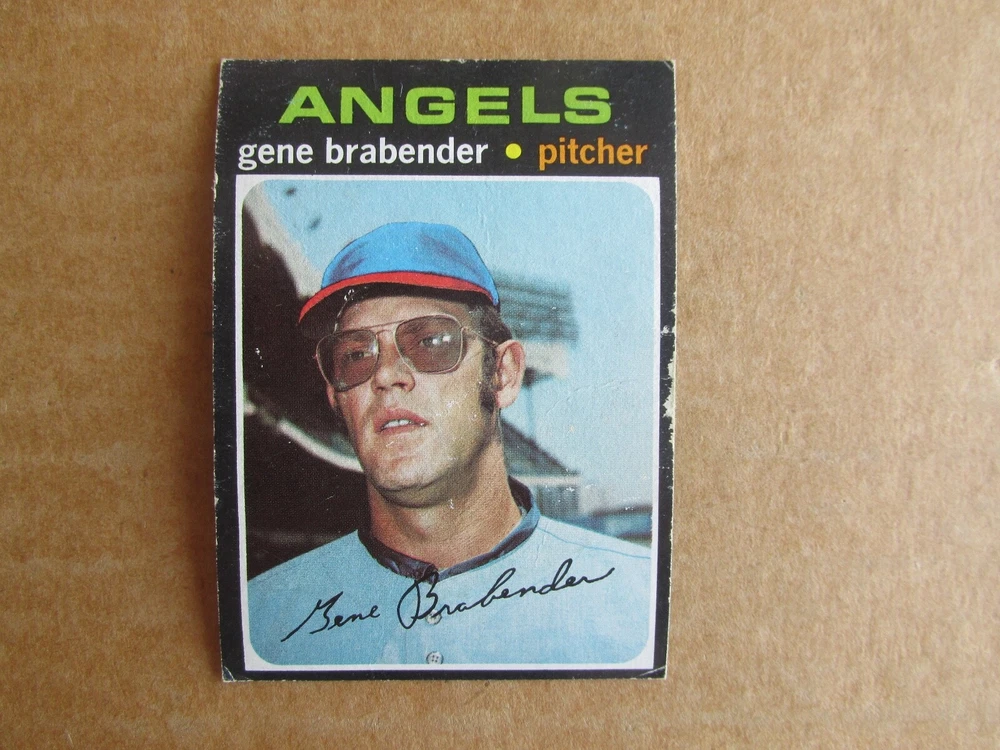 ANGELS
gene brabender • pitcher
Gene Brabender